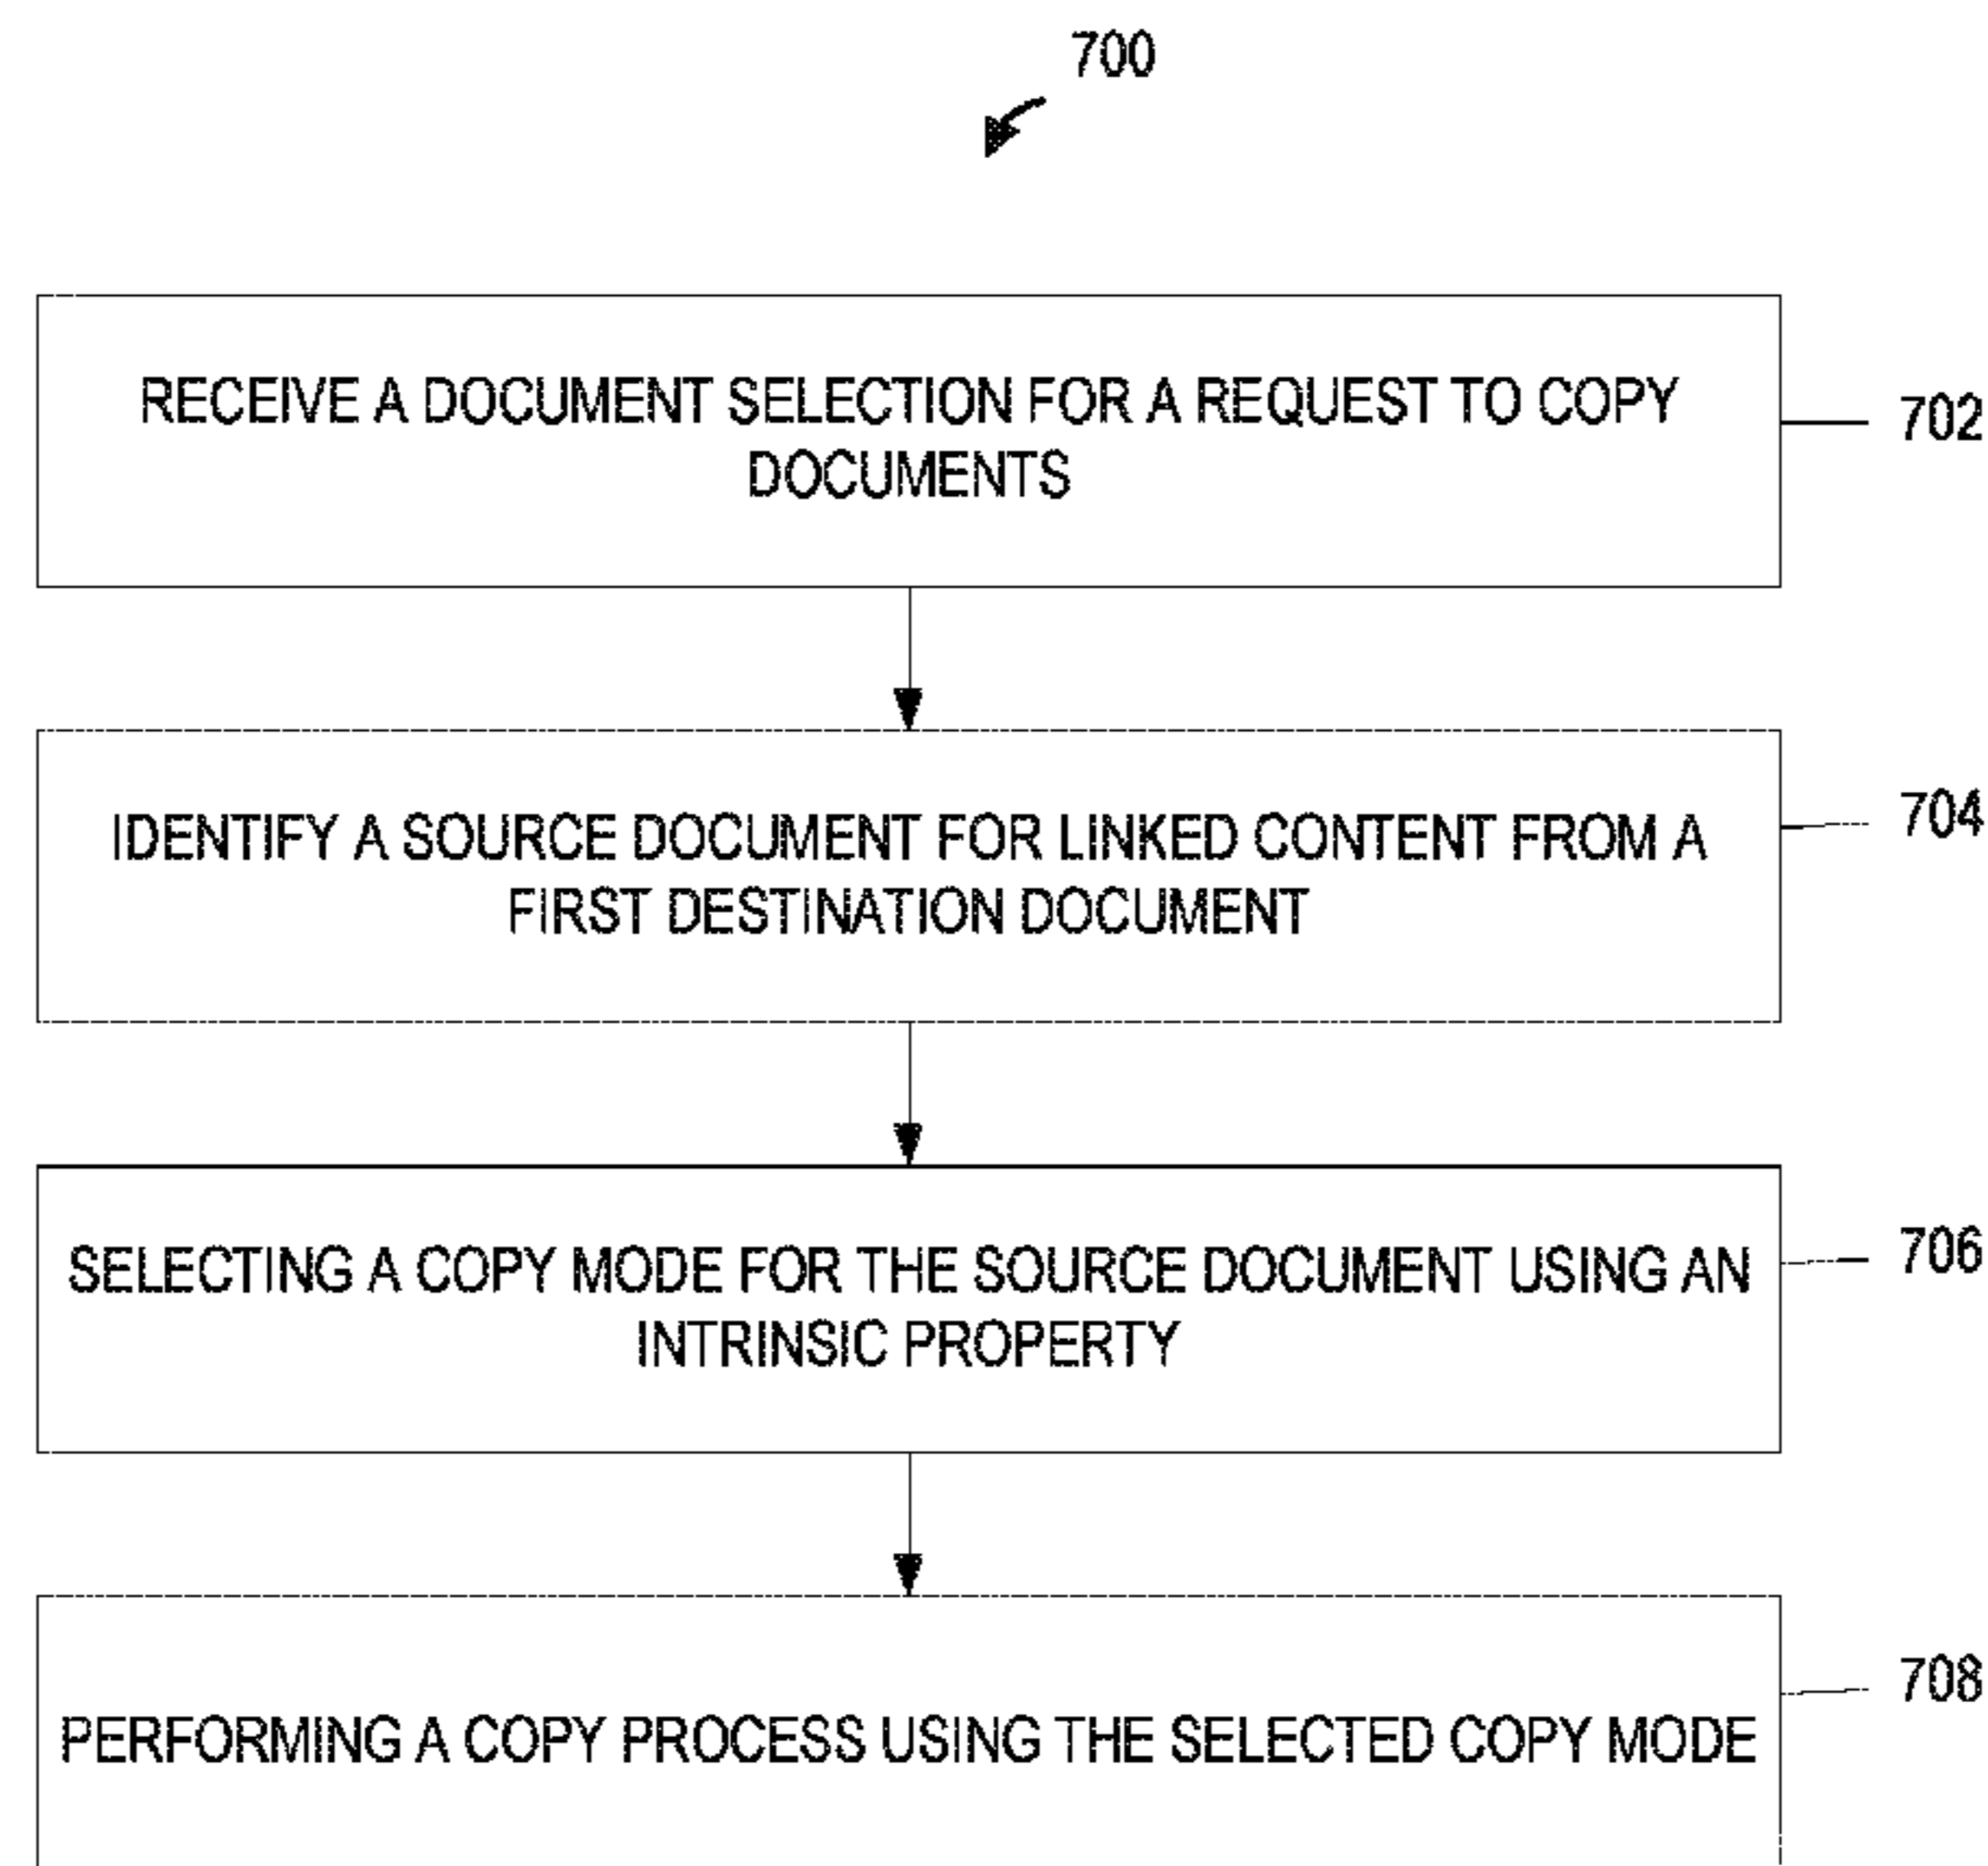 700
RECEIVE A DOCUMENT SELECTION FOR A REQUEST TO COPY
DOCUMENTS
702
IDENTIFY A SOURCE DOCUMENT FOR LINKED CONTENT FROM A
FIRST DESTINATION DOCUMENT
704
SELECTING A COPY MODE FOR THE SOURCE DOCUMENT USING AN
INTRINSIC PROPERTY
706
PERFORMING A COPY PROCESS USING THE SELECTED COPY MODE
708